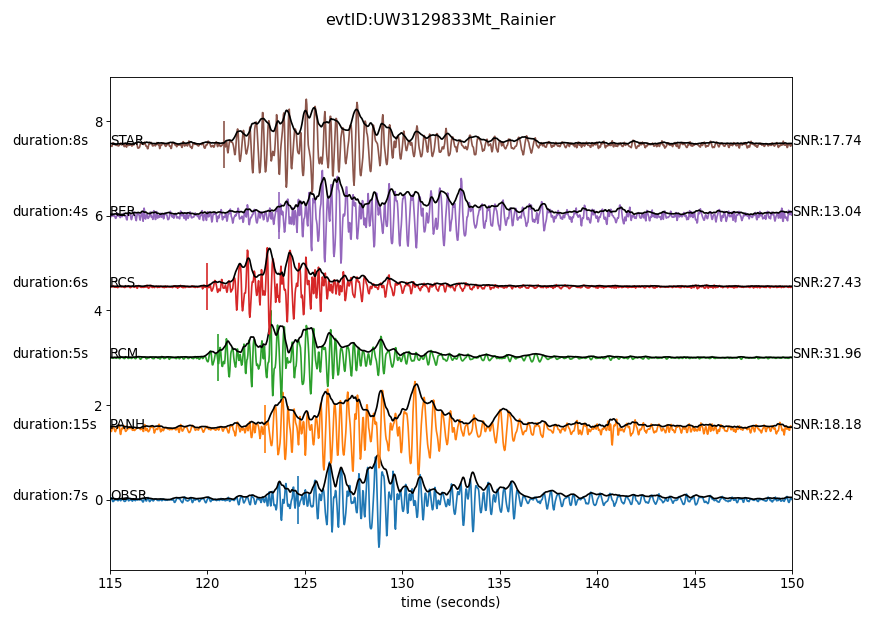 evtID:UW3129833Mt_Rainier
8
duration:8s STAR SNR:17.74
duration:4s RER SNR:13.04
6
duration:6s RCS SNR:27.43
4
duration:5s RCM SNR:31.96
2
duration:15s PANH SNR:18.18
duration:7s OBSR SNR:22.4
0
115 120 125 130 135 140 145 150
time (seconds)